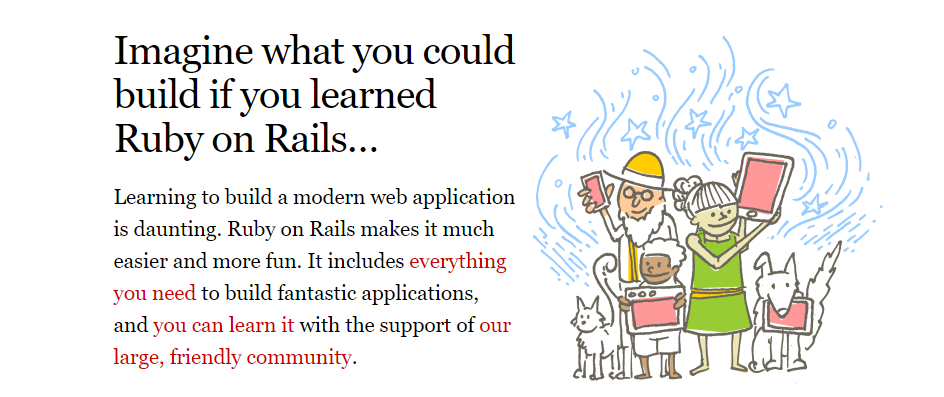 Imagine what you could
build if you learned
Ruby on Rails…
Learning to build a modern web application
is daunting. Ruby on Rails makes it much
easier and more fun. It includes everything
you need to build fantastic applications,
and you can learn it with the support of our
large, friendly community.